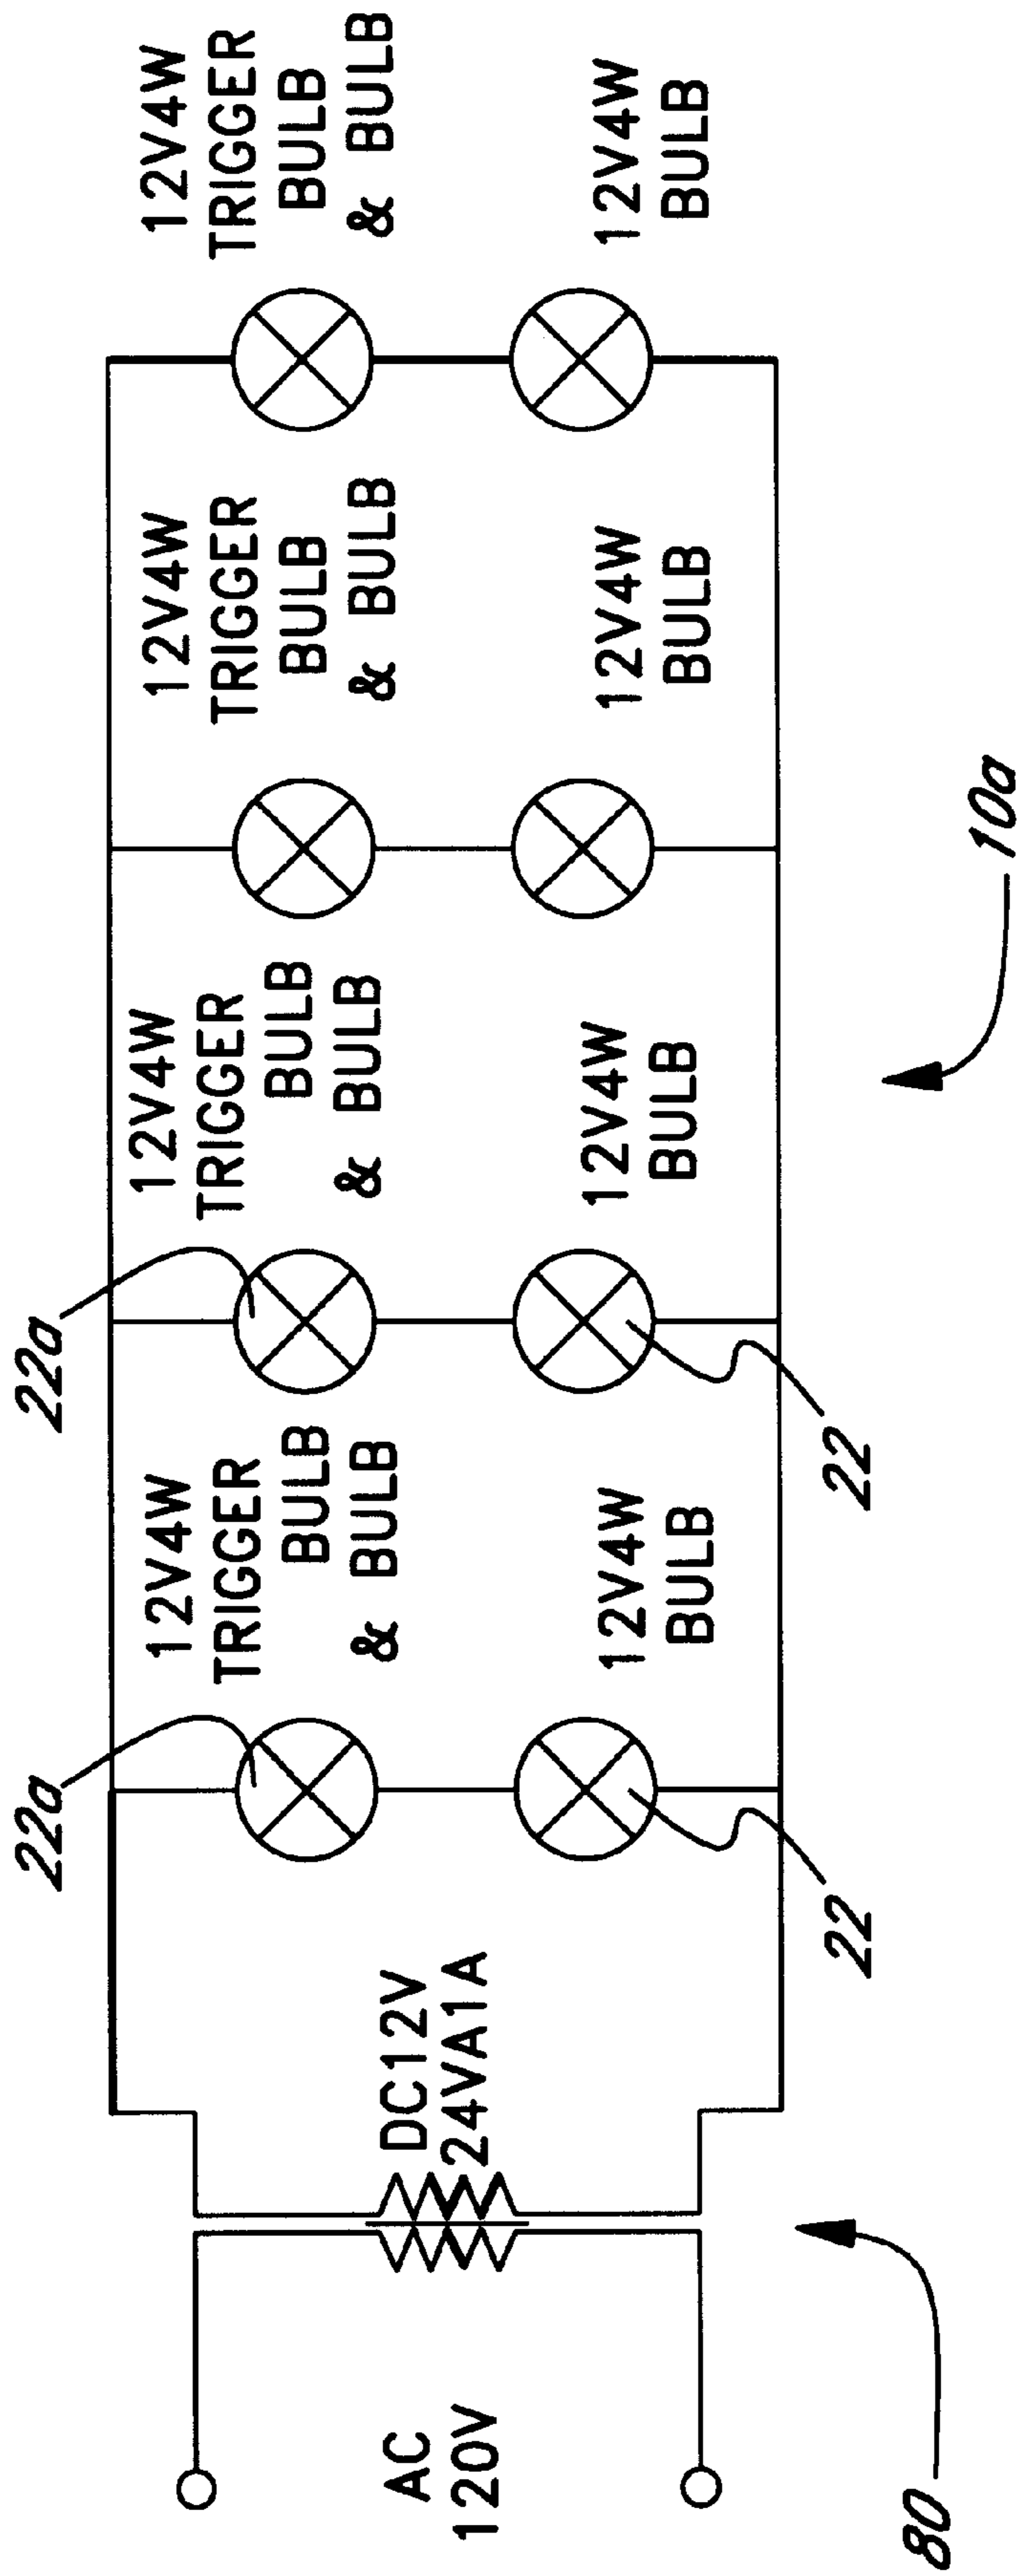 12V4W
TRIGGER
BULB
& BULB
12V4W
TRIGGER
BULB
& BULB
12V4W
TRIGGER
BULB
& BULB
12V4W
TRIGGER
BULB
& BULB
12V4W
BULB
12V4W
BULB
12V4W
BULB
12V4W
BULB
22a
22a
22
22
DC12V
24VA1A
AC
120V
80
10a